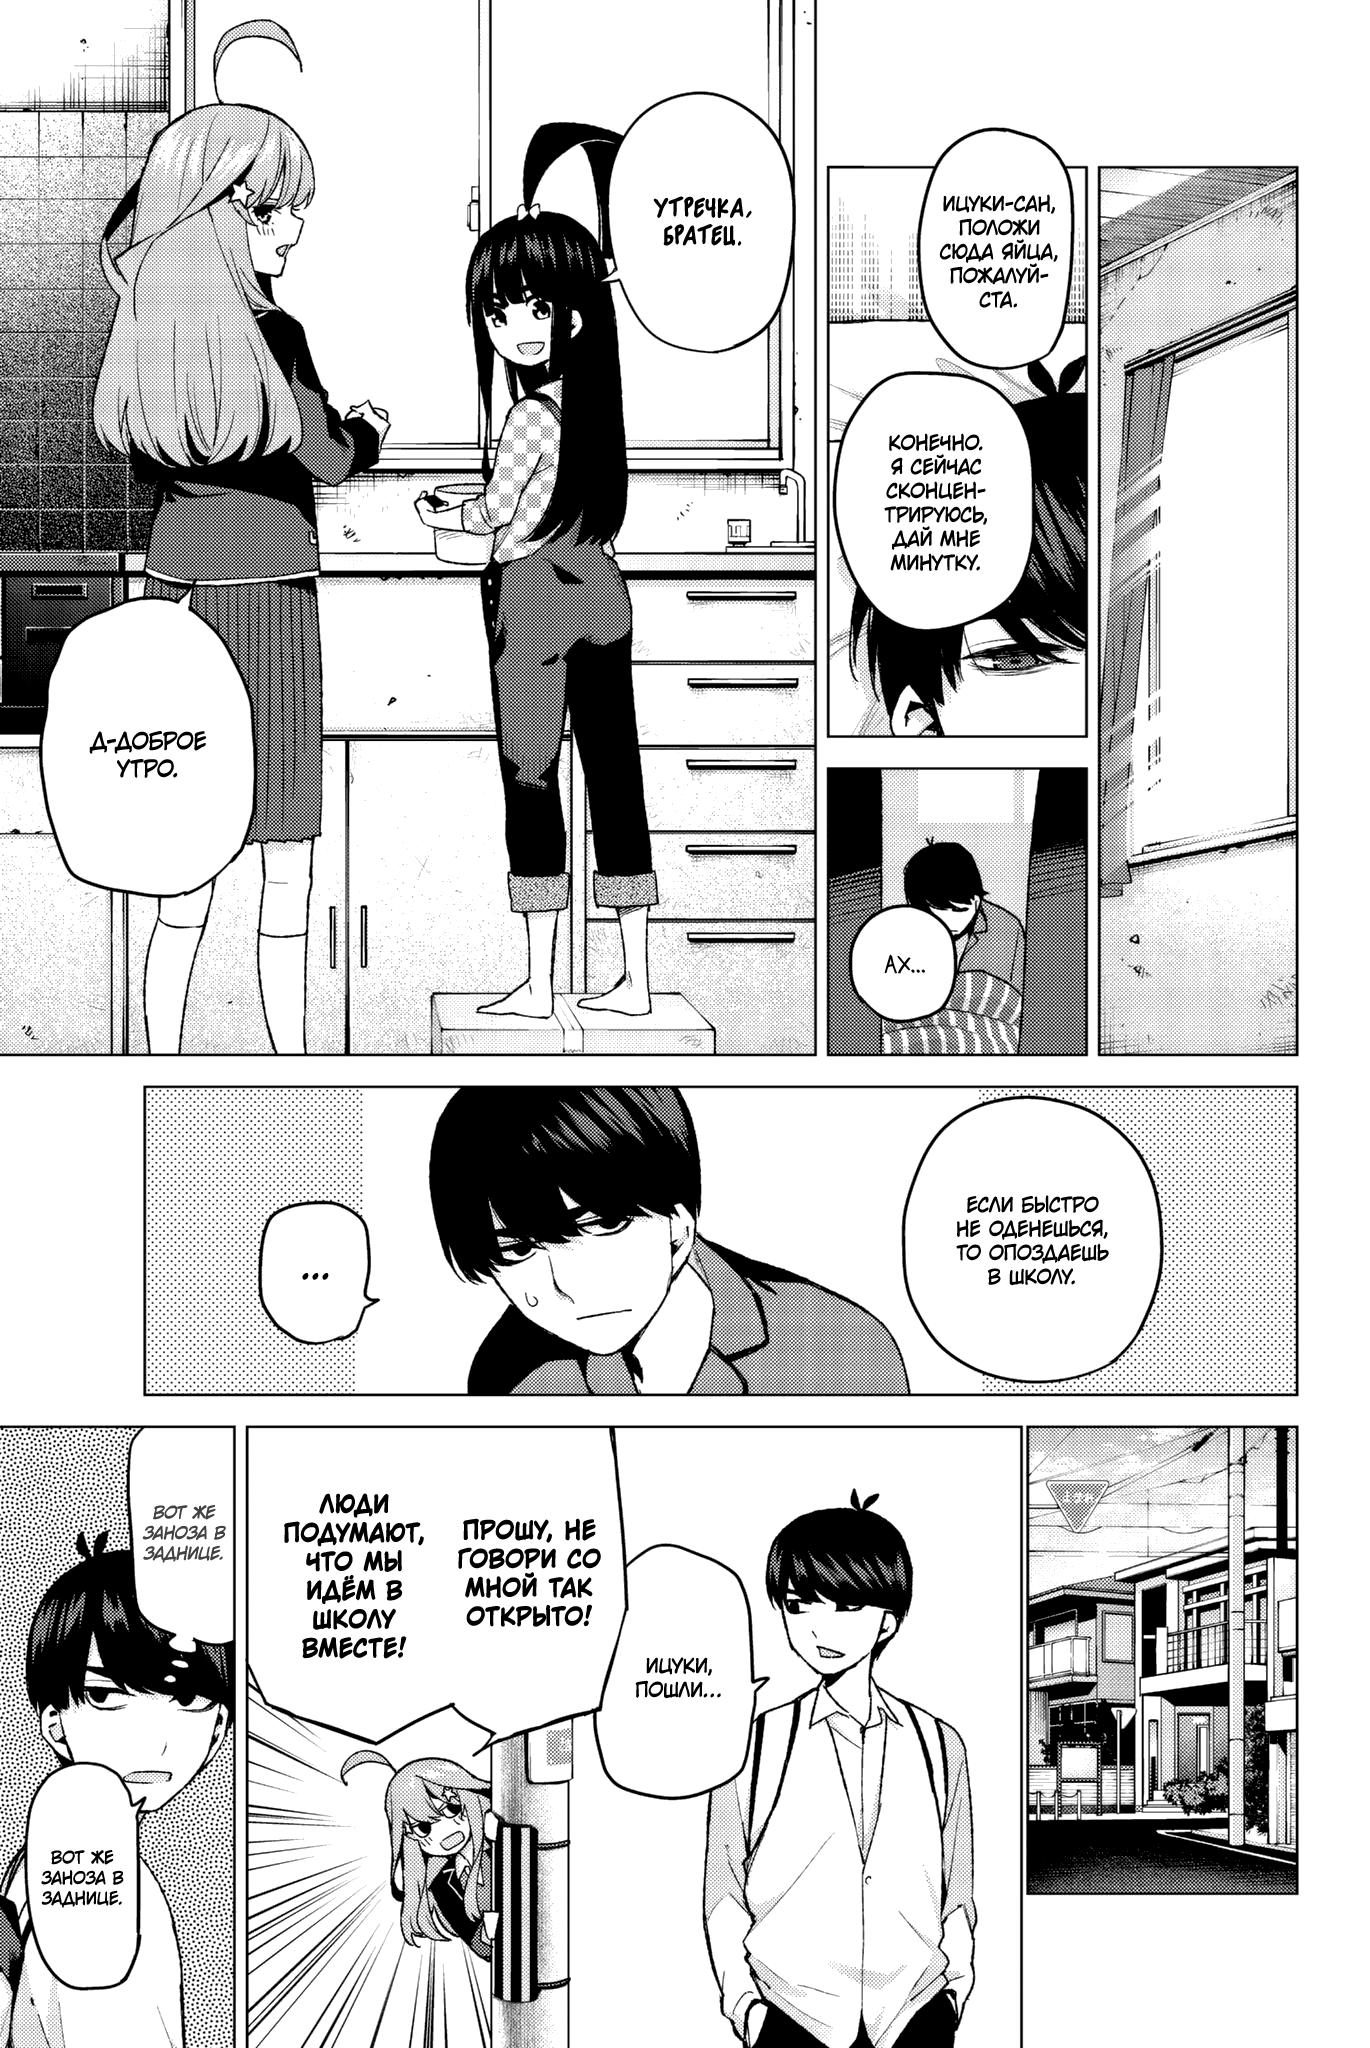 ИЦУКИ-САН,
ПОЛОЖИ
СЮДА ЯЙЦА,
ПОЖАЛУЙ-
СТА.
КОНЕЧНО.
Я СЕЙЧАС
СКОНЦЕН-
ТРИРУЮСЬ,
ДАЙ МНЕ
МИНУТКУ.
АХ...
УТРЕЧКА,
БРАТЕЦ.
Д-ДОБРОЕ
УТРО.
ЕСЛИ БЫСТРО
НЕ ОДЕНЕШЬСЯ,
ТО ОПОЗДАЕШЬ
В ШКОЛУ.
...
ИЦУКИ,
ПОШЛИ...
ПРОШУ, НЕ
ГОВОРИ СО
МНОЙ ТАК
ОТКРЫТО!
ЛЮДИ
ПОДУМАЮТ,
ЧТО МЫ
ИДЁМ В
ШКОЛУ
ВМЕСТЕ!
ВОТ ЖЕ
ЗАНОЗА В
ЗАДНИЦЕ.
ВОТ ЖЕ
ЗАНОЗА В
ЗАДНИЦЕ.